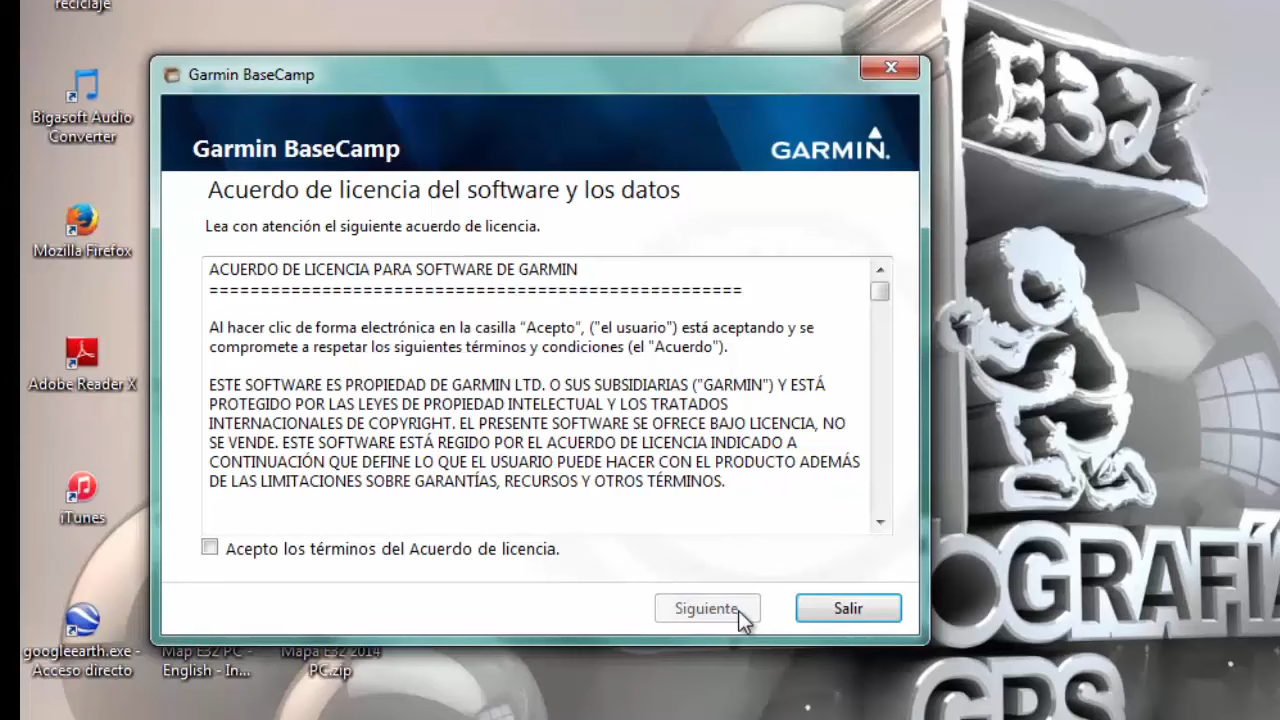 reciclaje
Bigasoft Audio
Converter
Mozilla Firefox
Adobe Reader X
iTunes
googleearth.exe -
Acceso directo
Map E32 PC -
English - In...
Mapa E32 2014
PC.zip
Garmin BaseCamp
Garmin BaseCamp
GARMIN.
Acuerdo de licencia del software y los datos
Lea con atención el siguiente acuerdo de licencia.
ACUERDO DE LICENCIA PARA SOFTWARE DE GARMIN
====================================================
Al hacer clic de forma electrónica en la casilla “Acepto”, ("el usuario") está aceptando y se
compromete a respetar los siguientes términos y condiciones (el "Acuerdo").
ESTE SOFTWARE ES PROPIEDAD DE GARMIN LTD. O SUS SUBSIDIARIAS ("GARMIN") Y ESTÁ
PROTEGIDO POR LAS LEYES DE PROPIEDAD INTELECTUAL Y LOS TRATADOS
INTERNACIONALES DE COPYRIGHT. EL PRESENTE SOFTWARE SE OFRECE BAJO LICENCIA, NO
SE VENDE. ESTE SOFTWARE ESTÁ REGIDO POR EL ACUERDO DE LICENCIA INDICADO A
CONTINUACIÓN QUE DEFINE LO QUE EL USUARIO PUEDE HACER CON EL PRODUCTO ADEMÁS
DE LAS LIMITACIONES SOBRE GARANTÍAS, RECURSOS Y OTROS TÉRMINOS.
Acepto los términos del Acuerdo de licencia.
Siguiente
Salir
E32
OGRAFÍA
GPS